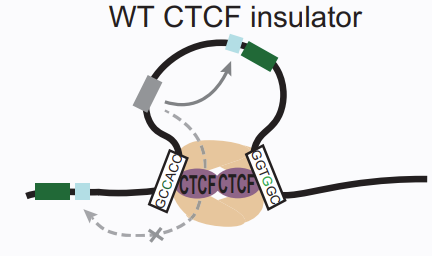 WT CTCF insulator
GCCACC
CTCF
CTCF
GGTGGC